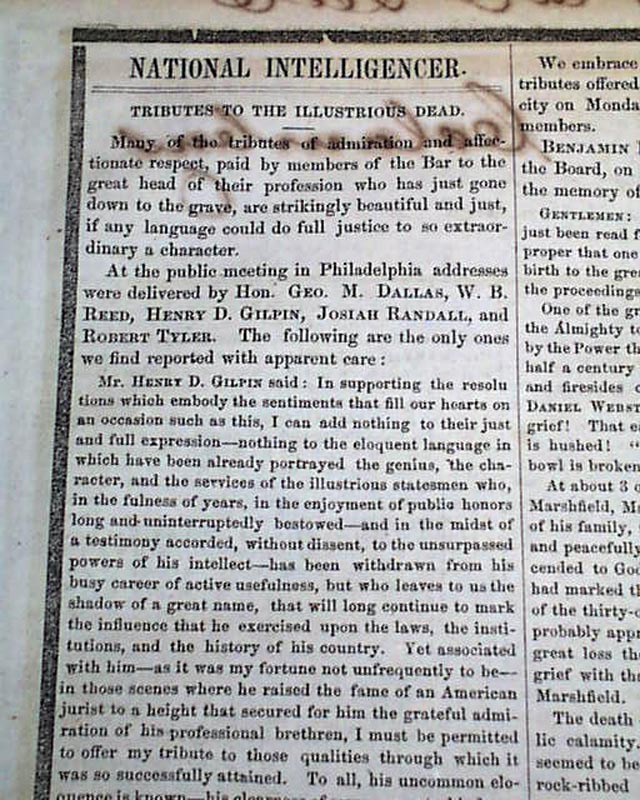 NATIONAL INTELLIGENCER.
TRIBUTES TO THE ILLUSTRIOUS DEAD.
Many of the tributes of admiration and affec-
tionate respect, paid by members of the Bar to the
great head of their profession who has just gone
down to the grave, are strikingly beautiful and just,
if any language could do full justice to so extraor-
dinary a character.
At the public meeting in Philadelphia addresses
were delivered by Hon. GEO. M. DALLAS, W. B.
REED, HENRY D. GILPIN, JOSIAH RANDALL, and
ROBERT TYLER. The following are the only ones
we find reported with apparent care :
Mr. HENRY D. GILPIN said : In supporting the resolu
tions which embody the sentiments that fill our hearts on
an occasion such as this, I can add nothing to their just
and full expression—nothing to the eloquent language in
which have been already portrayed the genius, the cha-
racter, and the services of the illustrious statesmen who,
in the fulness of years, in the enjoyment of public honors
long and uninterruptedly bestowed—and in the midst of
a testimony accorded, without dissent, to the unsurpassed
powers of his intellect—has been withdrawn from his
busy career of active usefulness, but who leaves to us the
shadow of a great name, that will long continue to mark
the influence that he exercised upon the laws, the insti-
tutions, and the history of his country. Yet associated
with him—as it was my fortune not unfrequently to be—
in those scenes where he raised the fame of an American
jurist to a height that secured for him the grateful admi-
ration of his professional brethren, I must be permitted
to offer my tribute to those qualities through which it
was so successfully attained. To all, his uncommon elo-
quence is known—his clearness of
We embrace
tributes offered
city on Monda
members.
BENJAMIN
the Board, on
the memory of
GENTLEMEN :
just been read f
proper that one
birth to the gre
the proceedings
One of the gr
the Almighty to
by the Power th
half a century
and firesides
DANIEL WEBST
grief! That e
is hushed! "
bowl is broken
At about 3 o
Marshfield, M
of his family,
and peacefully
cended to God
had marked th
of the thirty-
probably appr
great loss the
grief with the
Marshfield.
The death
lic calamity.
seemed to be
rock-ribbed